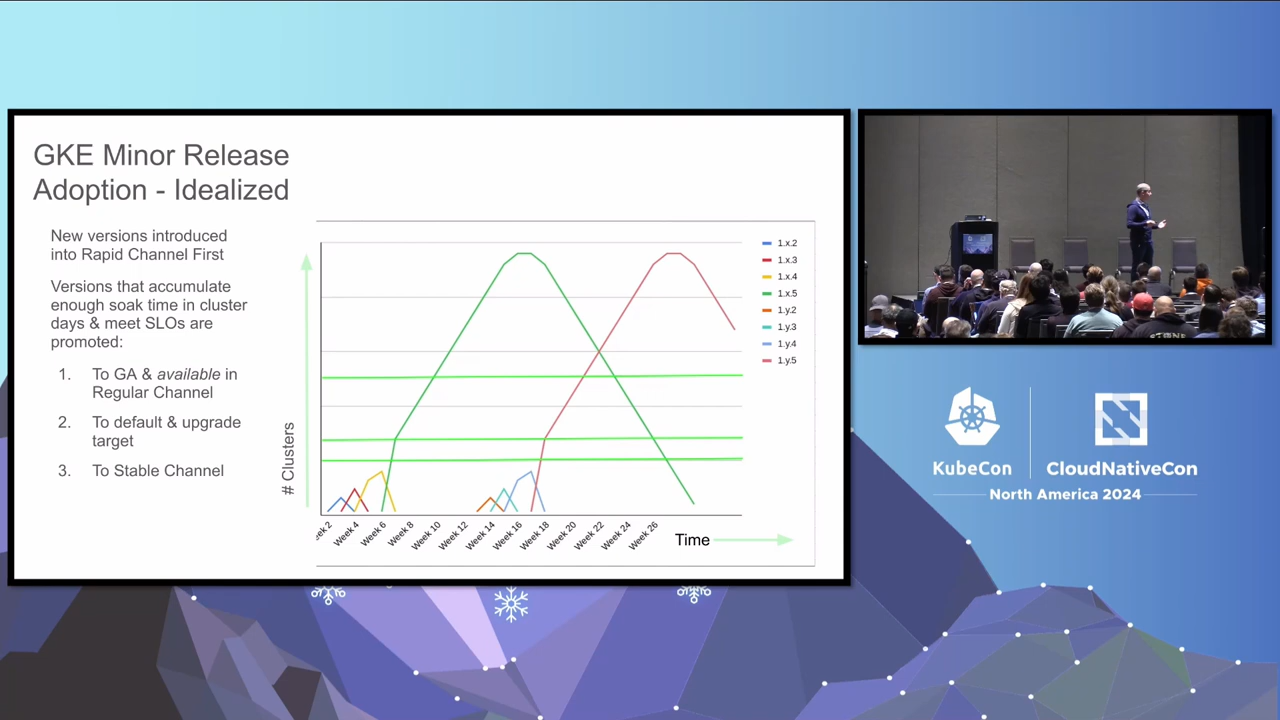 GKE Minor Release
Adoption - Idealized
New versions introduced
into Rapid Channel First
Versions that accumulate
enough soak time in cluster
days & meet SLOs are
promoted:
1. To GA & available in
Regular Channel
2. To default & upgrade
target
3. To Stable Channel
# Clusters
1.x.2
1.x.3
1.x.4
1.x.5
1.y.2
1.y.3
1.y.4
1.y.5
Week 4
Week 6
Week 8
Week 10
Week 12
Week 14
Week 16
Week 18
Week 20
Week 22
Week 24
Week 26
Time
KubeCon
CloudNativeCon
North America 2024